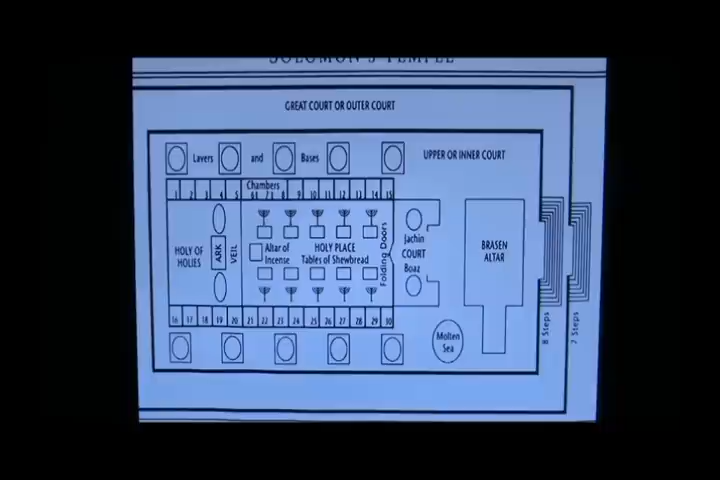 SOLOMON'S TEMPLE
GREAT COURT OR OUTER COURT
Lavers and Bases
UPPER OR INNER COURT
Chambers
1 2 3 4 5 6 7 8 9 10 11 12 13 14 15
HOLY OF
HOLIES
ARK
VEIL
Altar of
Incense
HOLY PLACE
Tables of Shewbread
Folding Doors
Jachin
COURT
Boaz
BRASEN
ALTAR
16 17 18 19 20 21 22 23 24 25 26 27 28 29 30
Molten
Sea
8 Steps
7 Steps